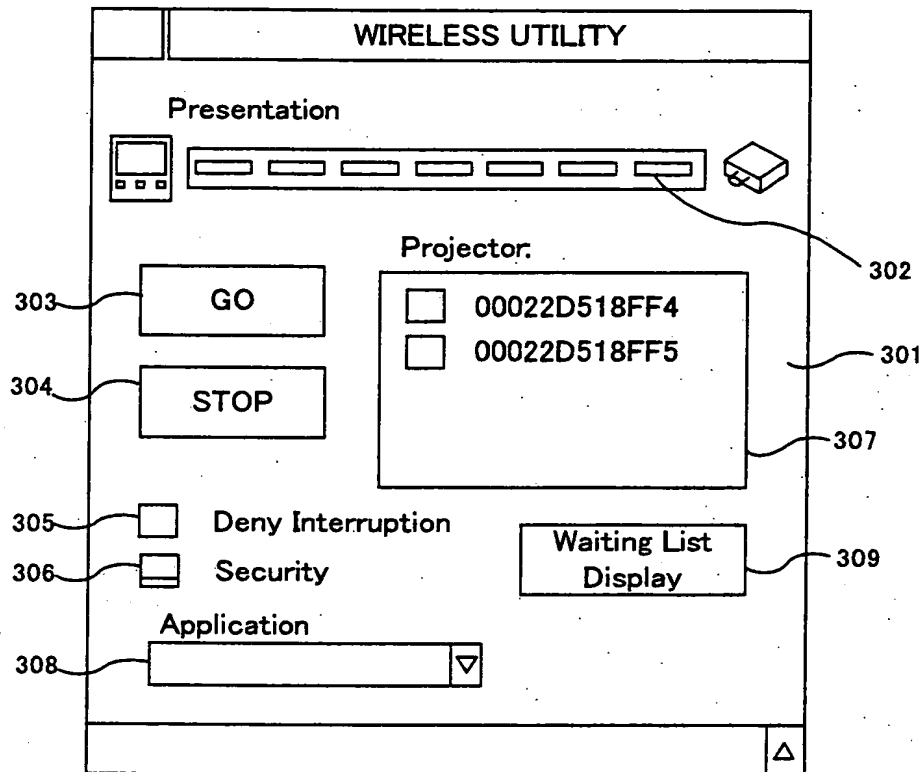 WIRELESS UTILITY
Presentation
302
Projector:
303
GO
00022D518FF4
00022D518FF5
301
304
STOP
307
305
Deny Interruption
306
Security
Waiting List
Display
309
Application
308